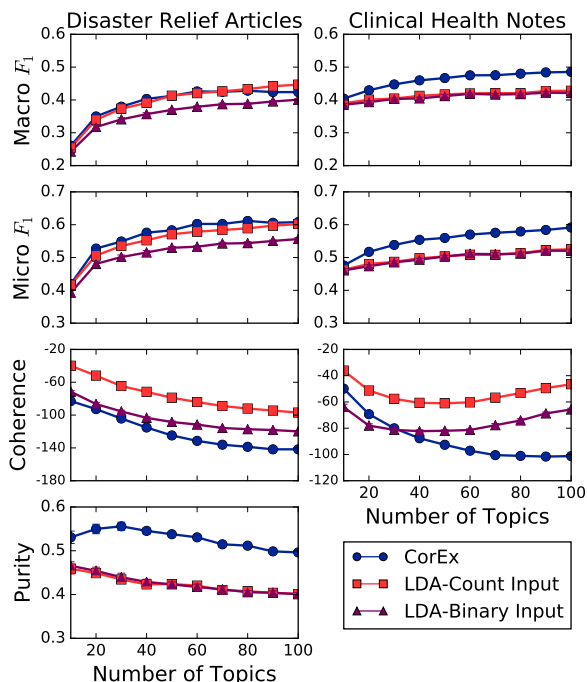 Disaster Relief Articles
Clinical Health Notes
Macro F1
0.6
0.5
0.4
0.3
0.2
0.6
0.5
0.4
0.3
0.2
Micro F1
0.7
0.6
0.5
0.4
0.3
0.7
0.6
0.5
0.4
0.3
Coherence
-20
-60
-100
-140
-180
-20
-40
-60
-80
-100
-120
20 40 60 80 100
Number of Topics
Purity
0.6
0.5
0.4
0.3
20 40 60 80 100
Number of Topics
CorEx
LDA-Count Input
LDA-Binary Input